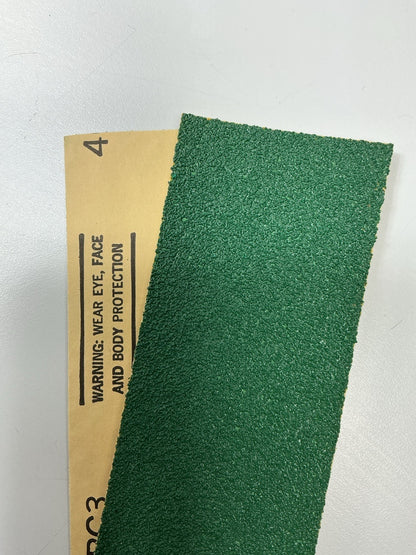 4
WARNING: WEAR EYE, FACE
AND BODY PROTECTION